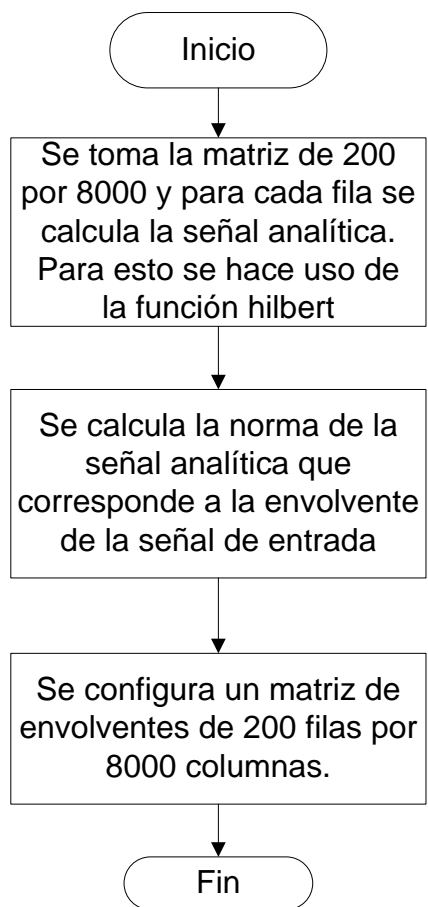 Inicio
Se toma la matriz de 200
por 8000 y para cada fila se
calcula la señal analítica.
Para esto se hace uso de
la función hilbert
Se calcula la norma de la
señal analítica que
corresponde a la envolvente
de la señal de entrada
Se configura un matriz de
envolventes de 200 filas por
8000 columnas.
Fin